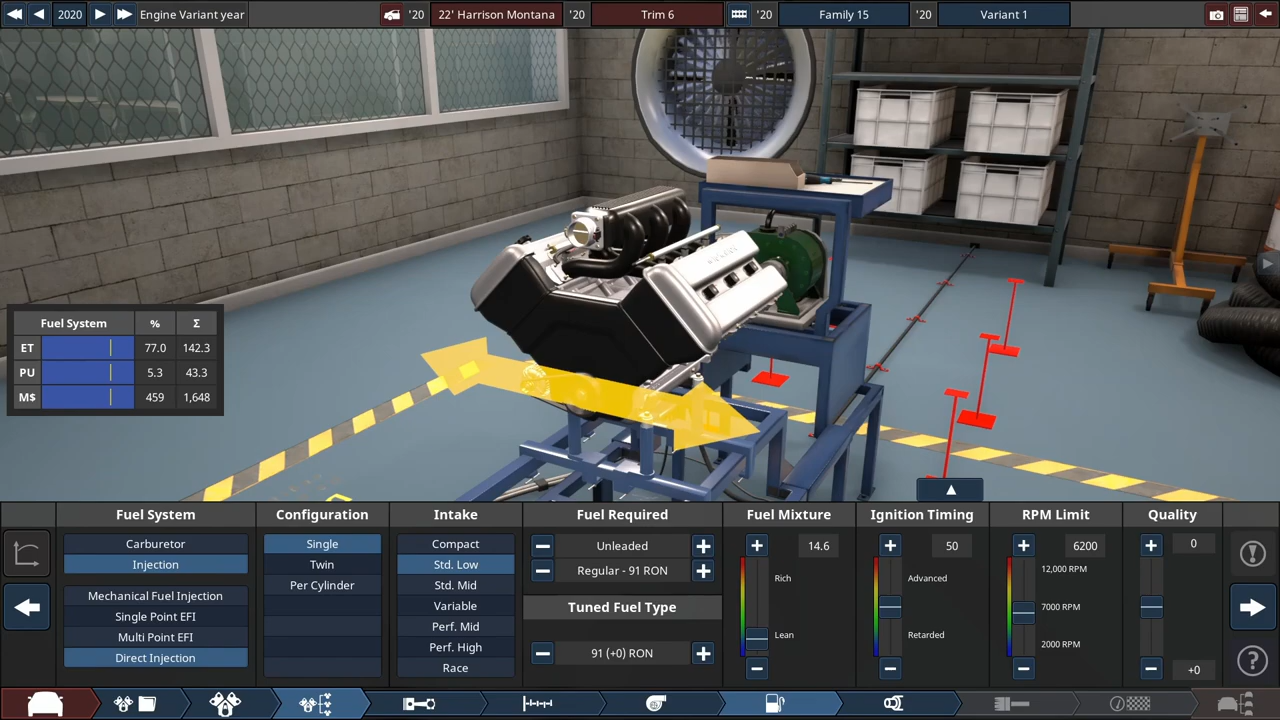 2020 Engine Variant year '20 22' Harrison Montana '20 Trim 6 '20 Family 15 '20 Variant 1
Fuel System % Σ
ET 77.0 142.3
PU 5.3 43.3
M$ 459 1,648
Fuel System
Carburetor
Injection
Mechanical Fuel Injection
Single Point EFI
Multi Point EFI
Direct Injection
Configuration
Single
Twin
Per Cylinder
Intake
Compact
Std. Low
Std. Mid
Variable
Perf. Mid
Perf. High
Race
Fuel Required
Unleaded
Regular - 91 RON
Tuned Fuel Type
91 (+0) RON
Fuel Mixture
14.6
Rich
Lean
Ignition Timing
50
Advanced
Retarded
RPM Limit
6200
12,000 RPM
7000 RPM
2000 RPM
Quality
0
+0